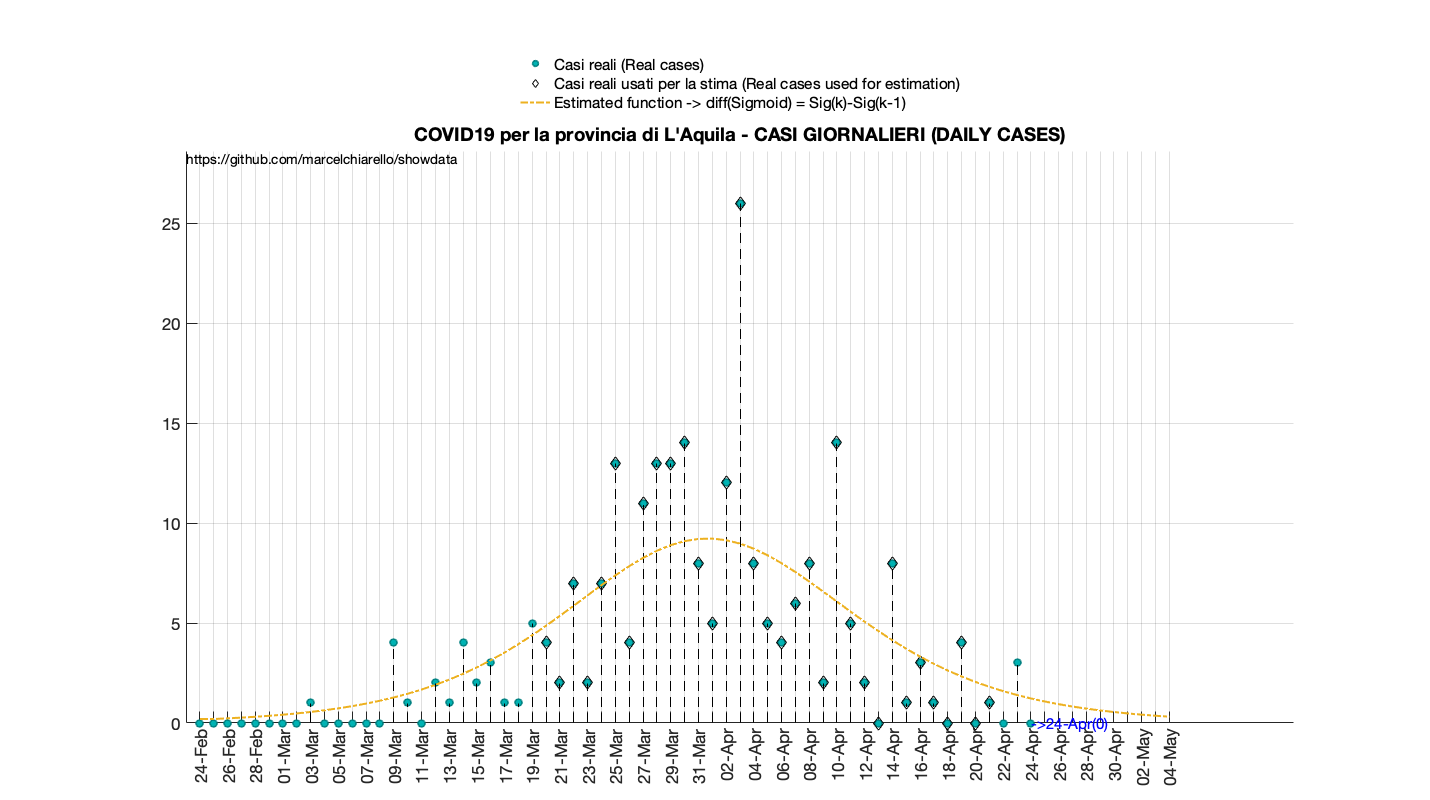 Casi reali (Real cases)
Casi reali usati per la stima (Real cases used for estimation)
Estimated function -> diff(Sigmoid) = Sig(k)-Sig(k-1)
COVID19 per la provincia di L'Aquila - CASI GIORNALIERI (DAILY CASES)
https://github.com/marcelchiarello/showdata
25
20
15
10
5
0
->24-Apr(0)
24-Feb
26-Feb
28-Feb
01-Mar
03-Mar
05-Mar
07-Mar
09-Mar
11-Mar
13-Mar
15-Mar
17-Mar
19-Mar
21-Mar
23-Mar
25-Mar
27-Mar
29-Mar
31-Mar
02-Apr
04-Apr
06-Apr
08-Apr
10-Apr
12-Apr
14-Apr
16-Apr
18-Apr
20-Apr
22-Apr
24-Apr
26-Apr
28-Apr
30-Apr
02-May
04-May